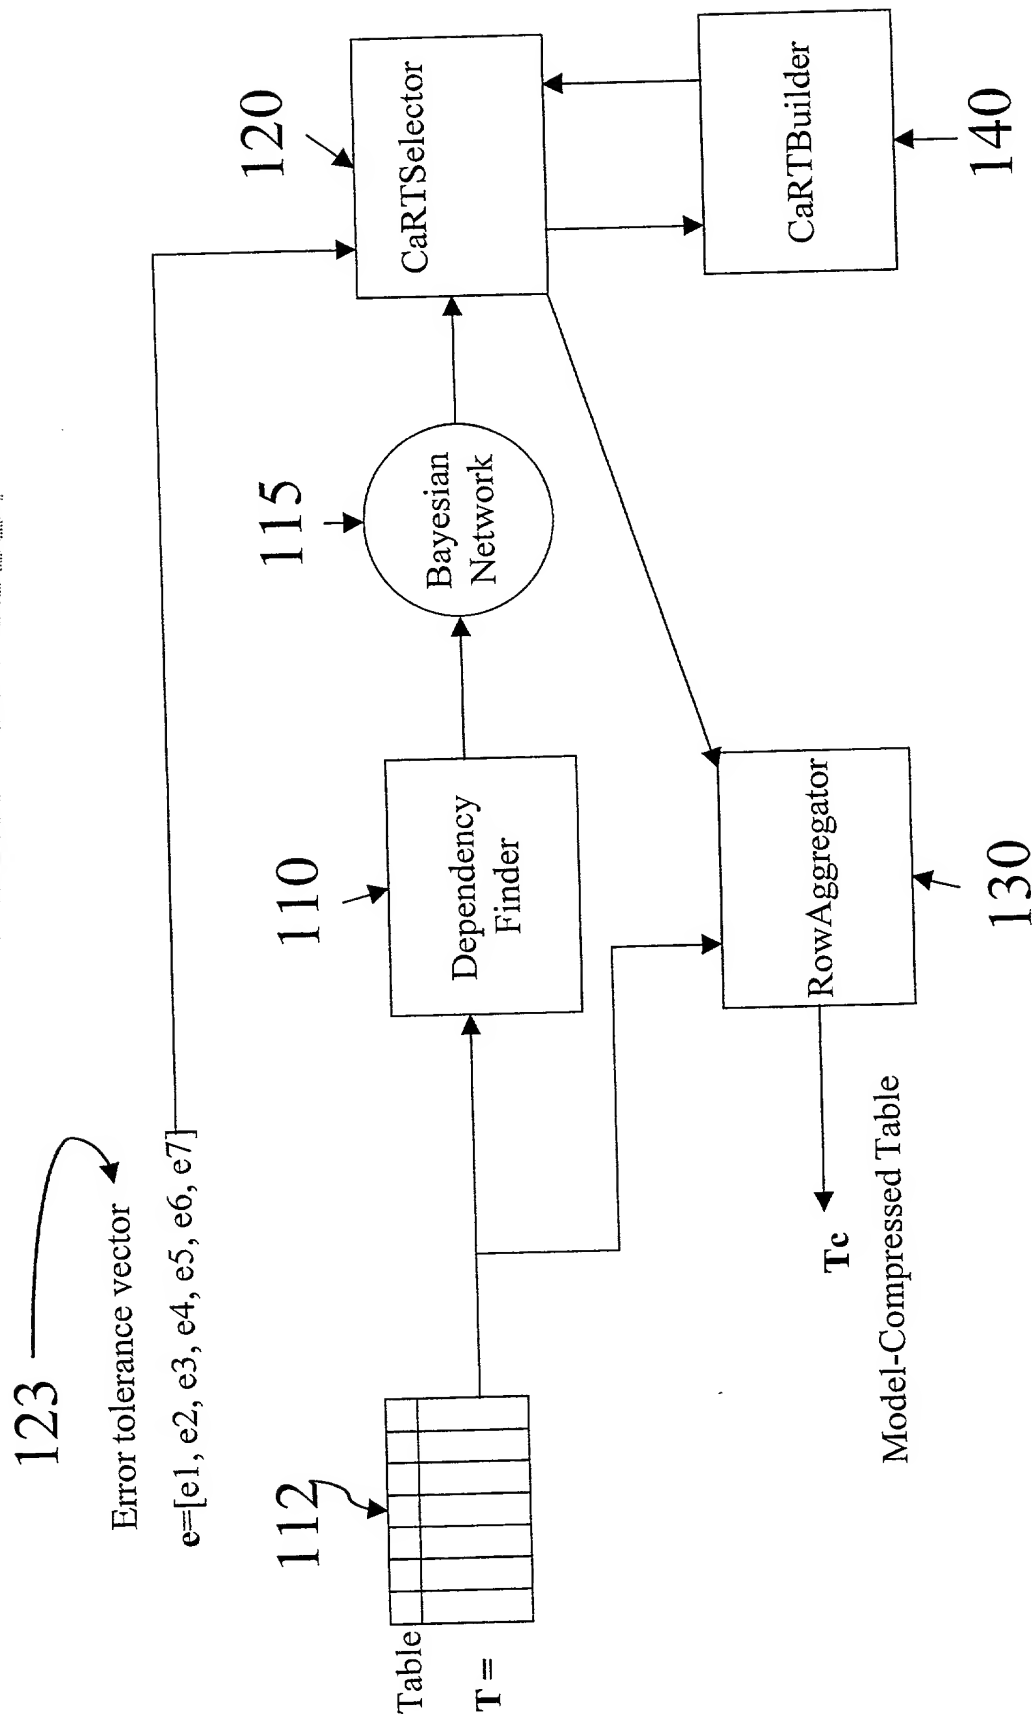 123
Error tolerance vector
e=[e1, e2, e3, e4, e5, e6, e7]
112
Table
T =
110
Dependency
Finder
115
Bayesian
Network
120
CaRTSelector
CaRTBuilder
140
RowAggregator
130
Tc
Model-Compressed Table